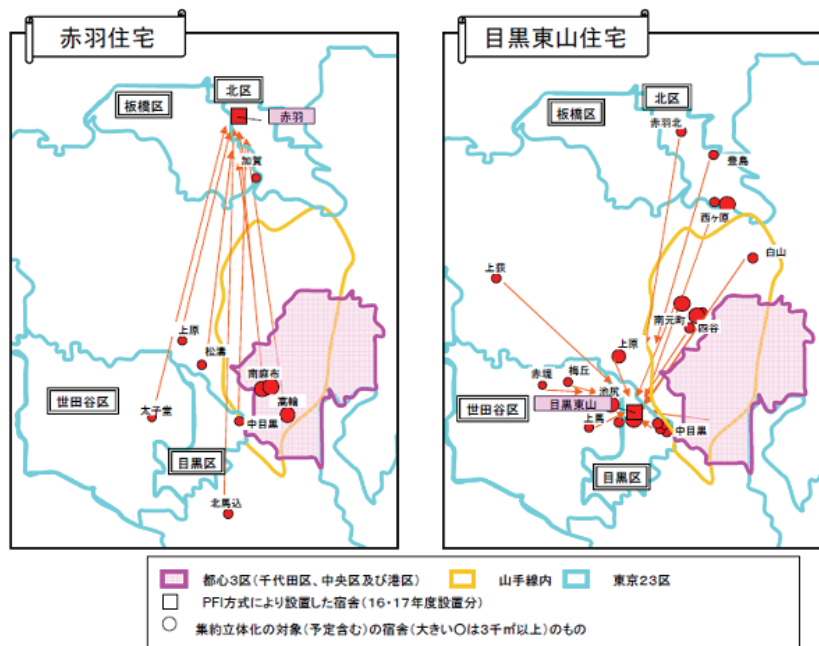 赤羽住宅
北区
板橋区
赤羽
加賀
上原
松濤
南麻布
世田谷区
太子堂
高輪
中目黒
目黒区
北馬込
目黒東山住宅
北区
板橋区
赤羽北
豊島
西ヶ原
白山
上荻
南元町
四谷
上原
赤堤
梅丘
池尻
世田谷区
目黒東山
上馬
中目黒
目黒区
都心3区(千代田区、中央区及び港区)
山手線内
東京23区
PFI方式により設置した宿舎(16・17年度設置分)
集約立体化の対象(予定含む)の宿舎(大きい○は3千㎡以上)のもの